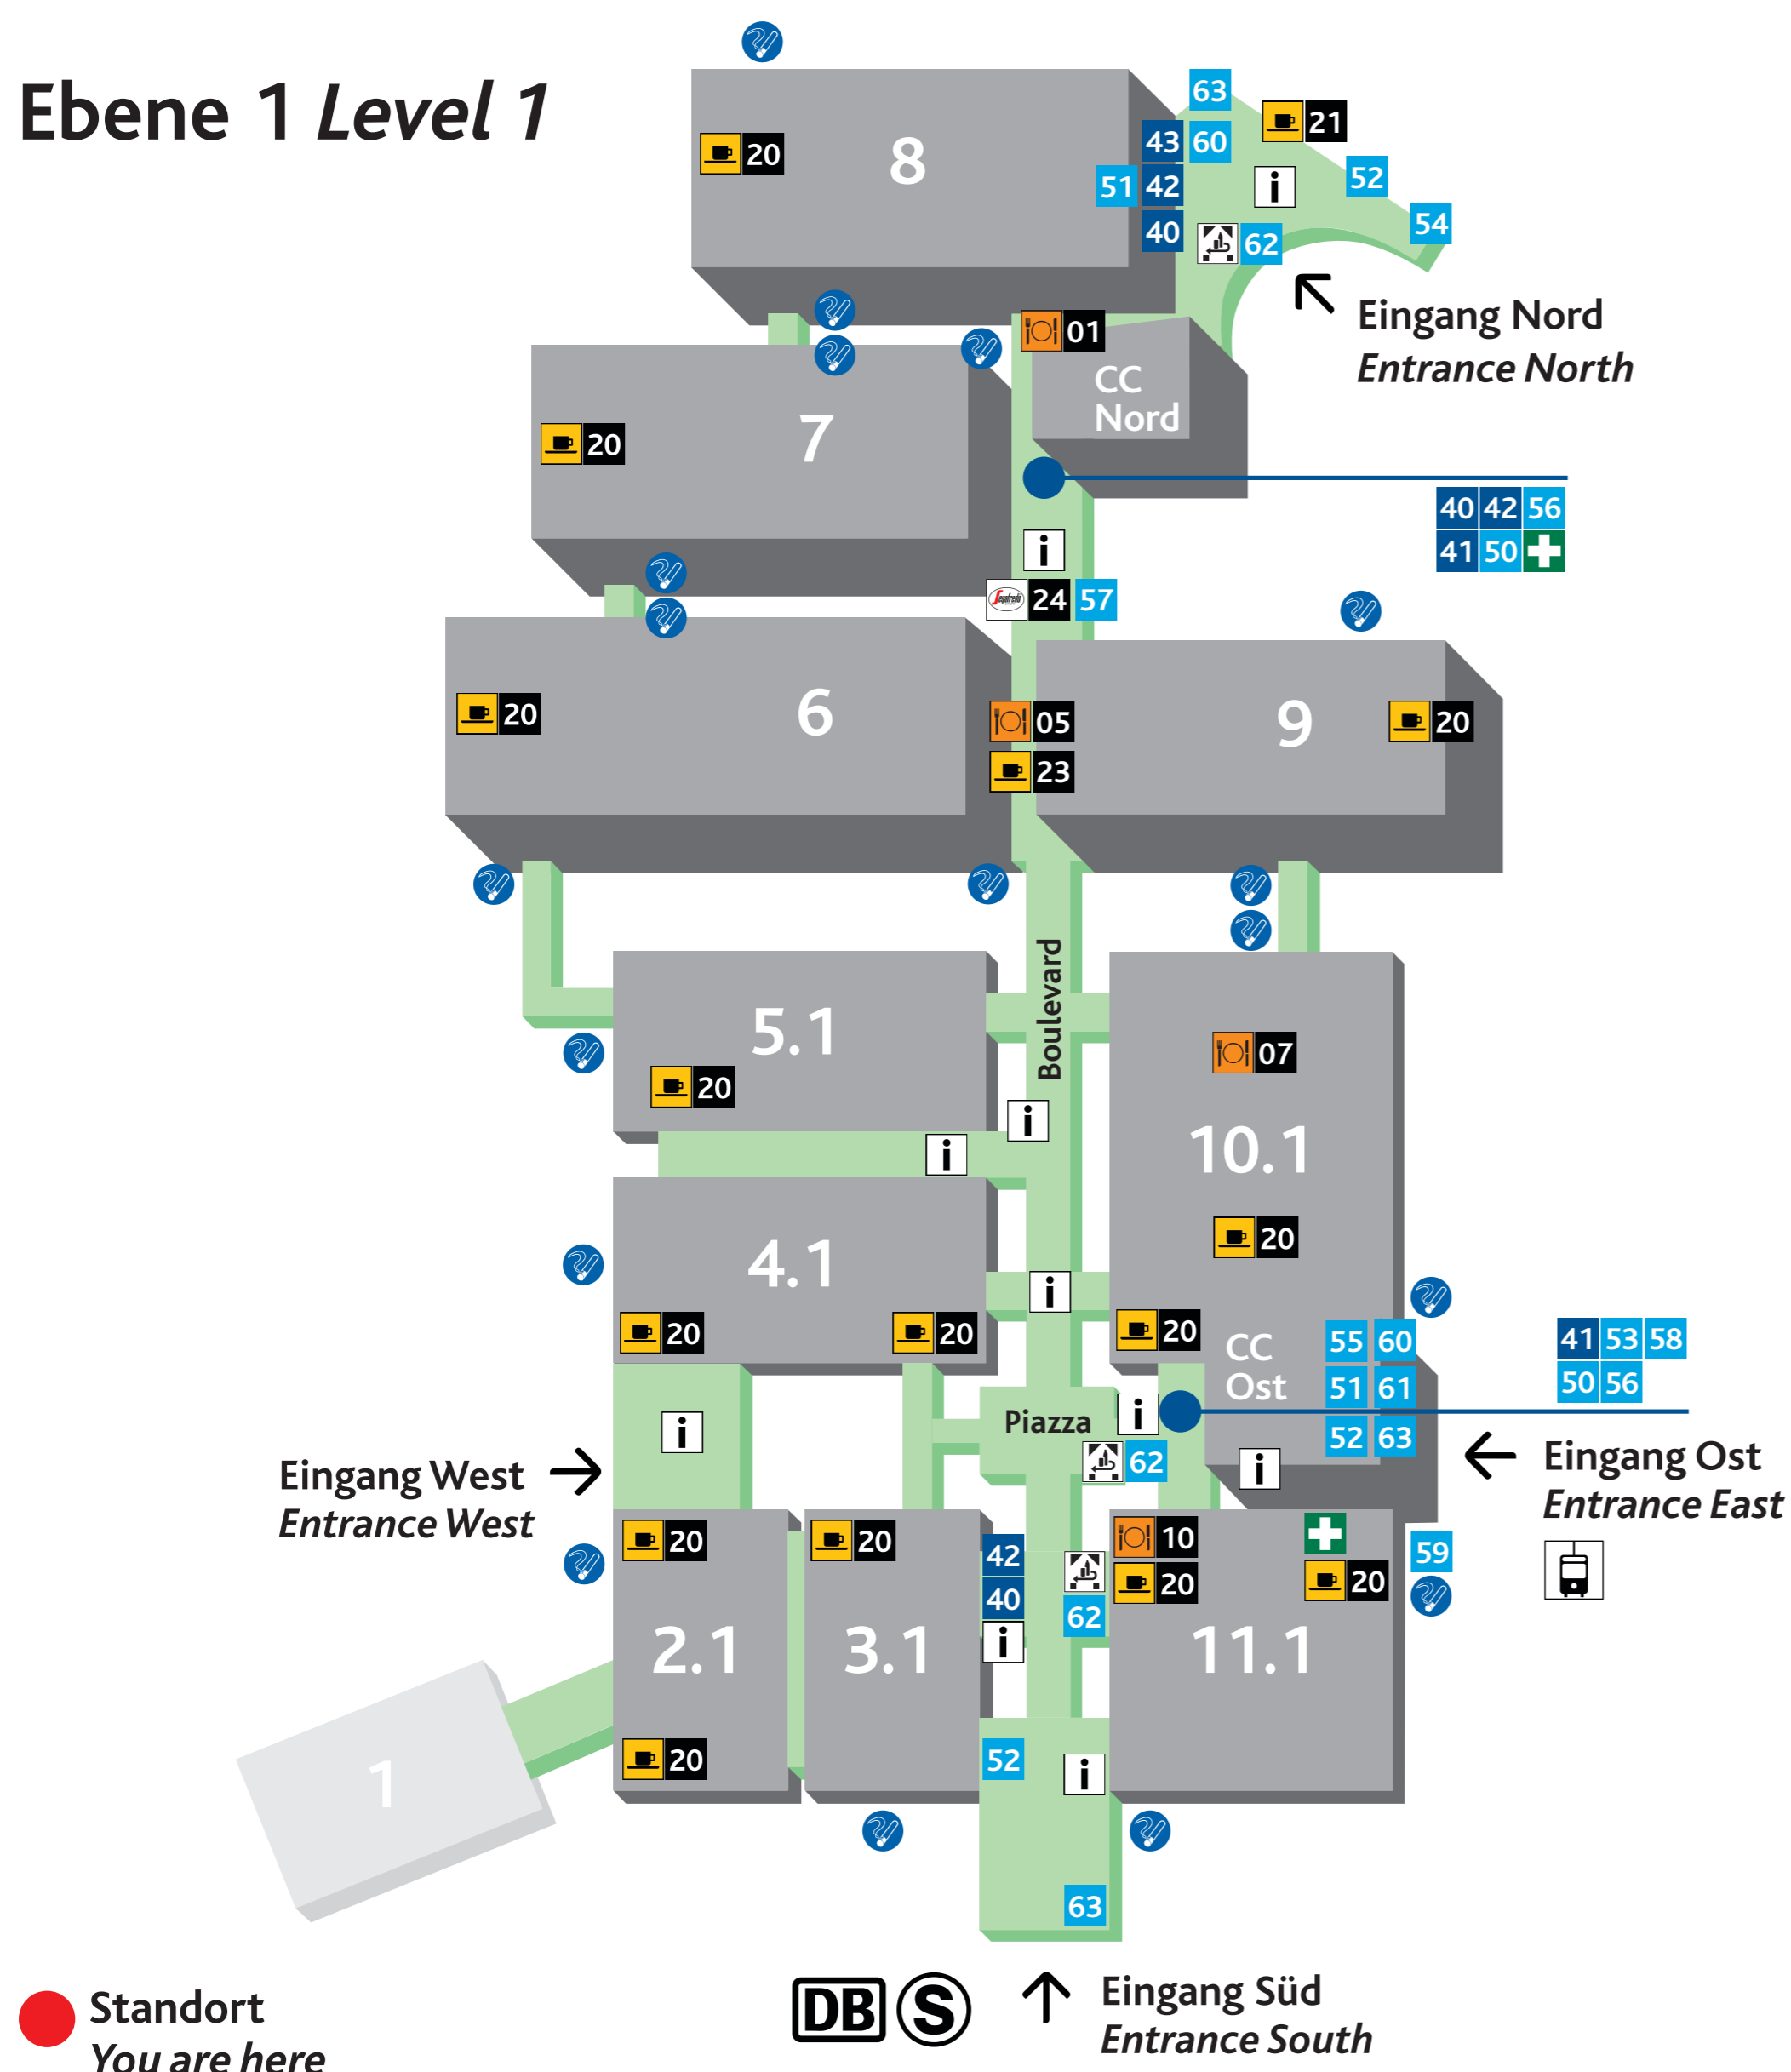 Ebene 1 Level 1
63
21
20
8
43 60
52
51 42
54
40
62
Eingang Nord
Entrance North
01
CC
Nord
7
20
40 42 56
41 50
i
Segafredo 24 57
6
20
05
9
20
23
Boulevard
5.1
07
20
i
10.1
i
20
4.1
i
20
20
20
CC
Ost
55 60
51 61
52 63
41 53 58
50 56
Piazza
i
i
62
i
Eingang West
Entrance West
Eingang Ost
Entrance East
20
20
42
10
59
40
20
20
62
i
2.1
3.1
11.1
1
20
52
i
63
Standort
You are here
DB S
Eingang Süd
Entrance South